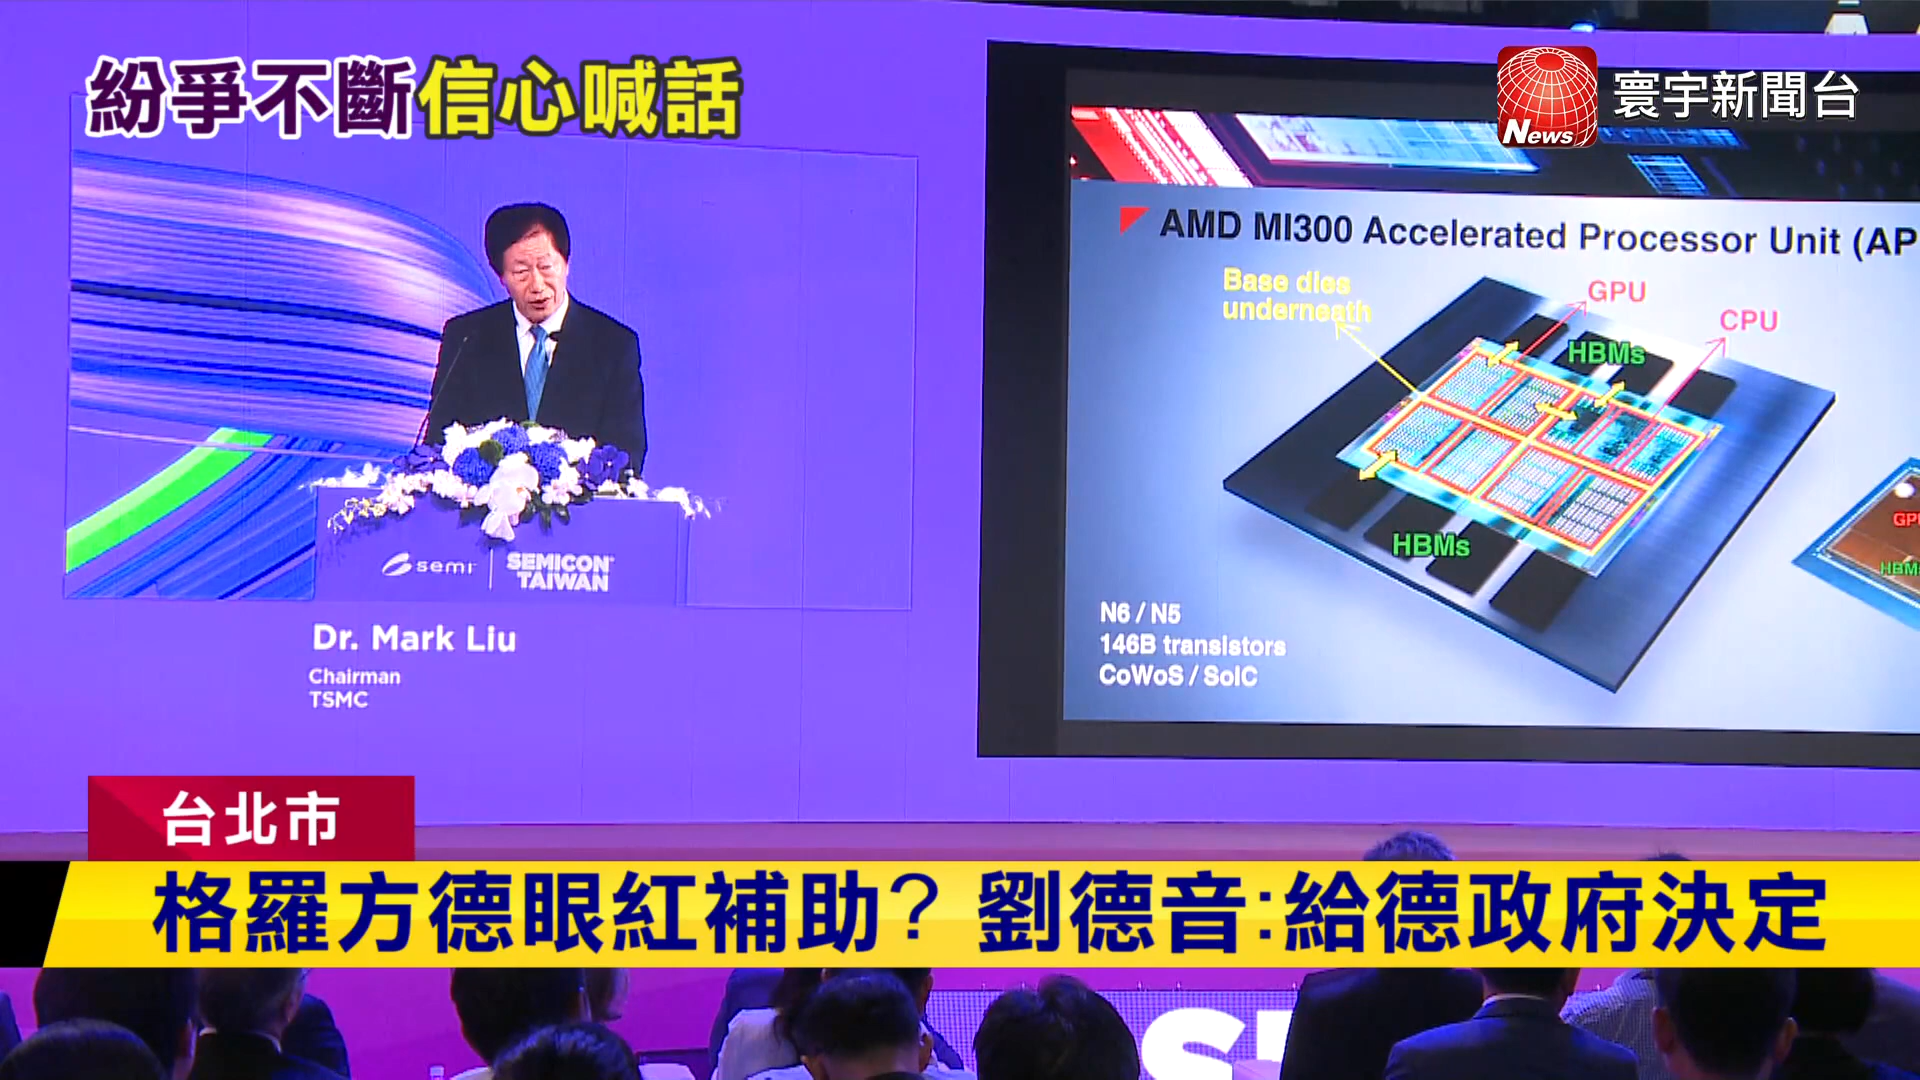 紛爭不斷信心喊話
News
寰宇新聞台
AMD MI300 Accelerated Processor Unit (AP
Base dies
underneath
GPU
CPU
HBMs
HBMs
GPU
HBMs
N6 / N5
146B transistors
CoWoS / SoIC
semi
SEMICON
TAIWAN
Dr. Mark Liu
Chairman
TSMC
台北市
格羅方德眼紅補助? 劉德音:給德政府決定